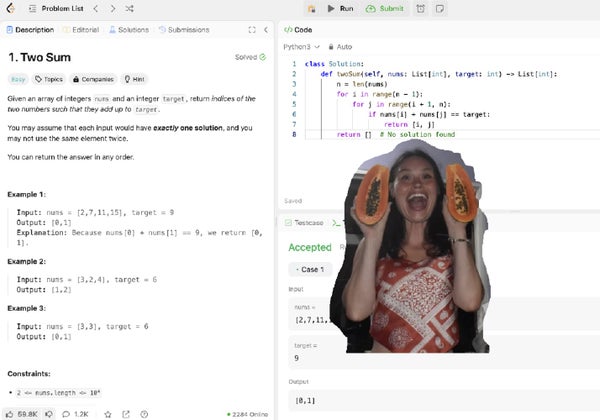 Problem List
Run
Submit
Description
Editorial
Solutions
Submissions
Code
1. Two Sum
Solved
Easy
Topics
Companies
Hint
Given an array of integers nums and an integer target, return indices of the
two numbers such that they add up to target.
You may assume that each input would have exactly one solution, and you
may not use the same element twice.
You can return the answer in any order.
Example 1:
Input: nums = [2,7,11,15], target = 9
Output: [0,1]
Explanation: Because nums[0] + nums[1] == 9, we return [0,
1].
Example 2:
Input: nums = [3,2,4], target = 6
Output: [1,2]
Example 3:
Input: nums = [3,3], target = 6
Output: [0,1]
Constraints:
• 2 <= nums.length <= 10⁴
59.8K
1.2K
2284 Online
Python3
Auto
1 class Solution:
2 def twoSum(self, nums: List[int], target: int) -> List[int]:
3 n = len(nums)
4 for i in range(n - 1):
5 for j in range(i + 1, n):
6 if nums[i] + nums[j] == target:
7 return [i, j]
8 return [] # No solution found
Saved
Testcase
Accepted
• Case 1
Input
nums =
[2,7,11,
target =
9
Output
[0,1]